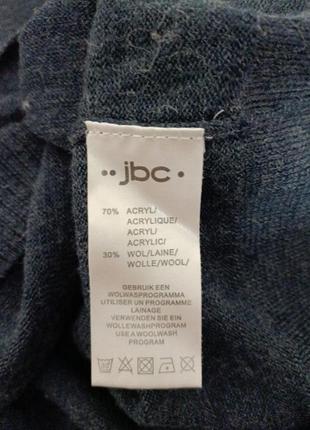 •• jbc •
70% ACRYL/
ACRYLIQUE/
ACRYL/
ACRYLIC/
30% WOL/LAINE/
WOLLE/WOOL/
GEBRUIK EEN
WOLWASPROGRAMMA
UTILISER UN PROGRAMME
LAINAGE
VERWENDEN SIE EIN
WOLLEWASHPROGRAM
USE A WOOLWASH
PROGRAM